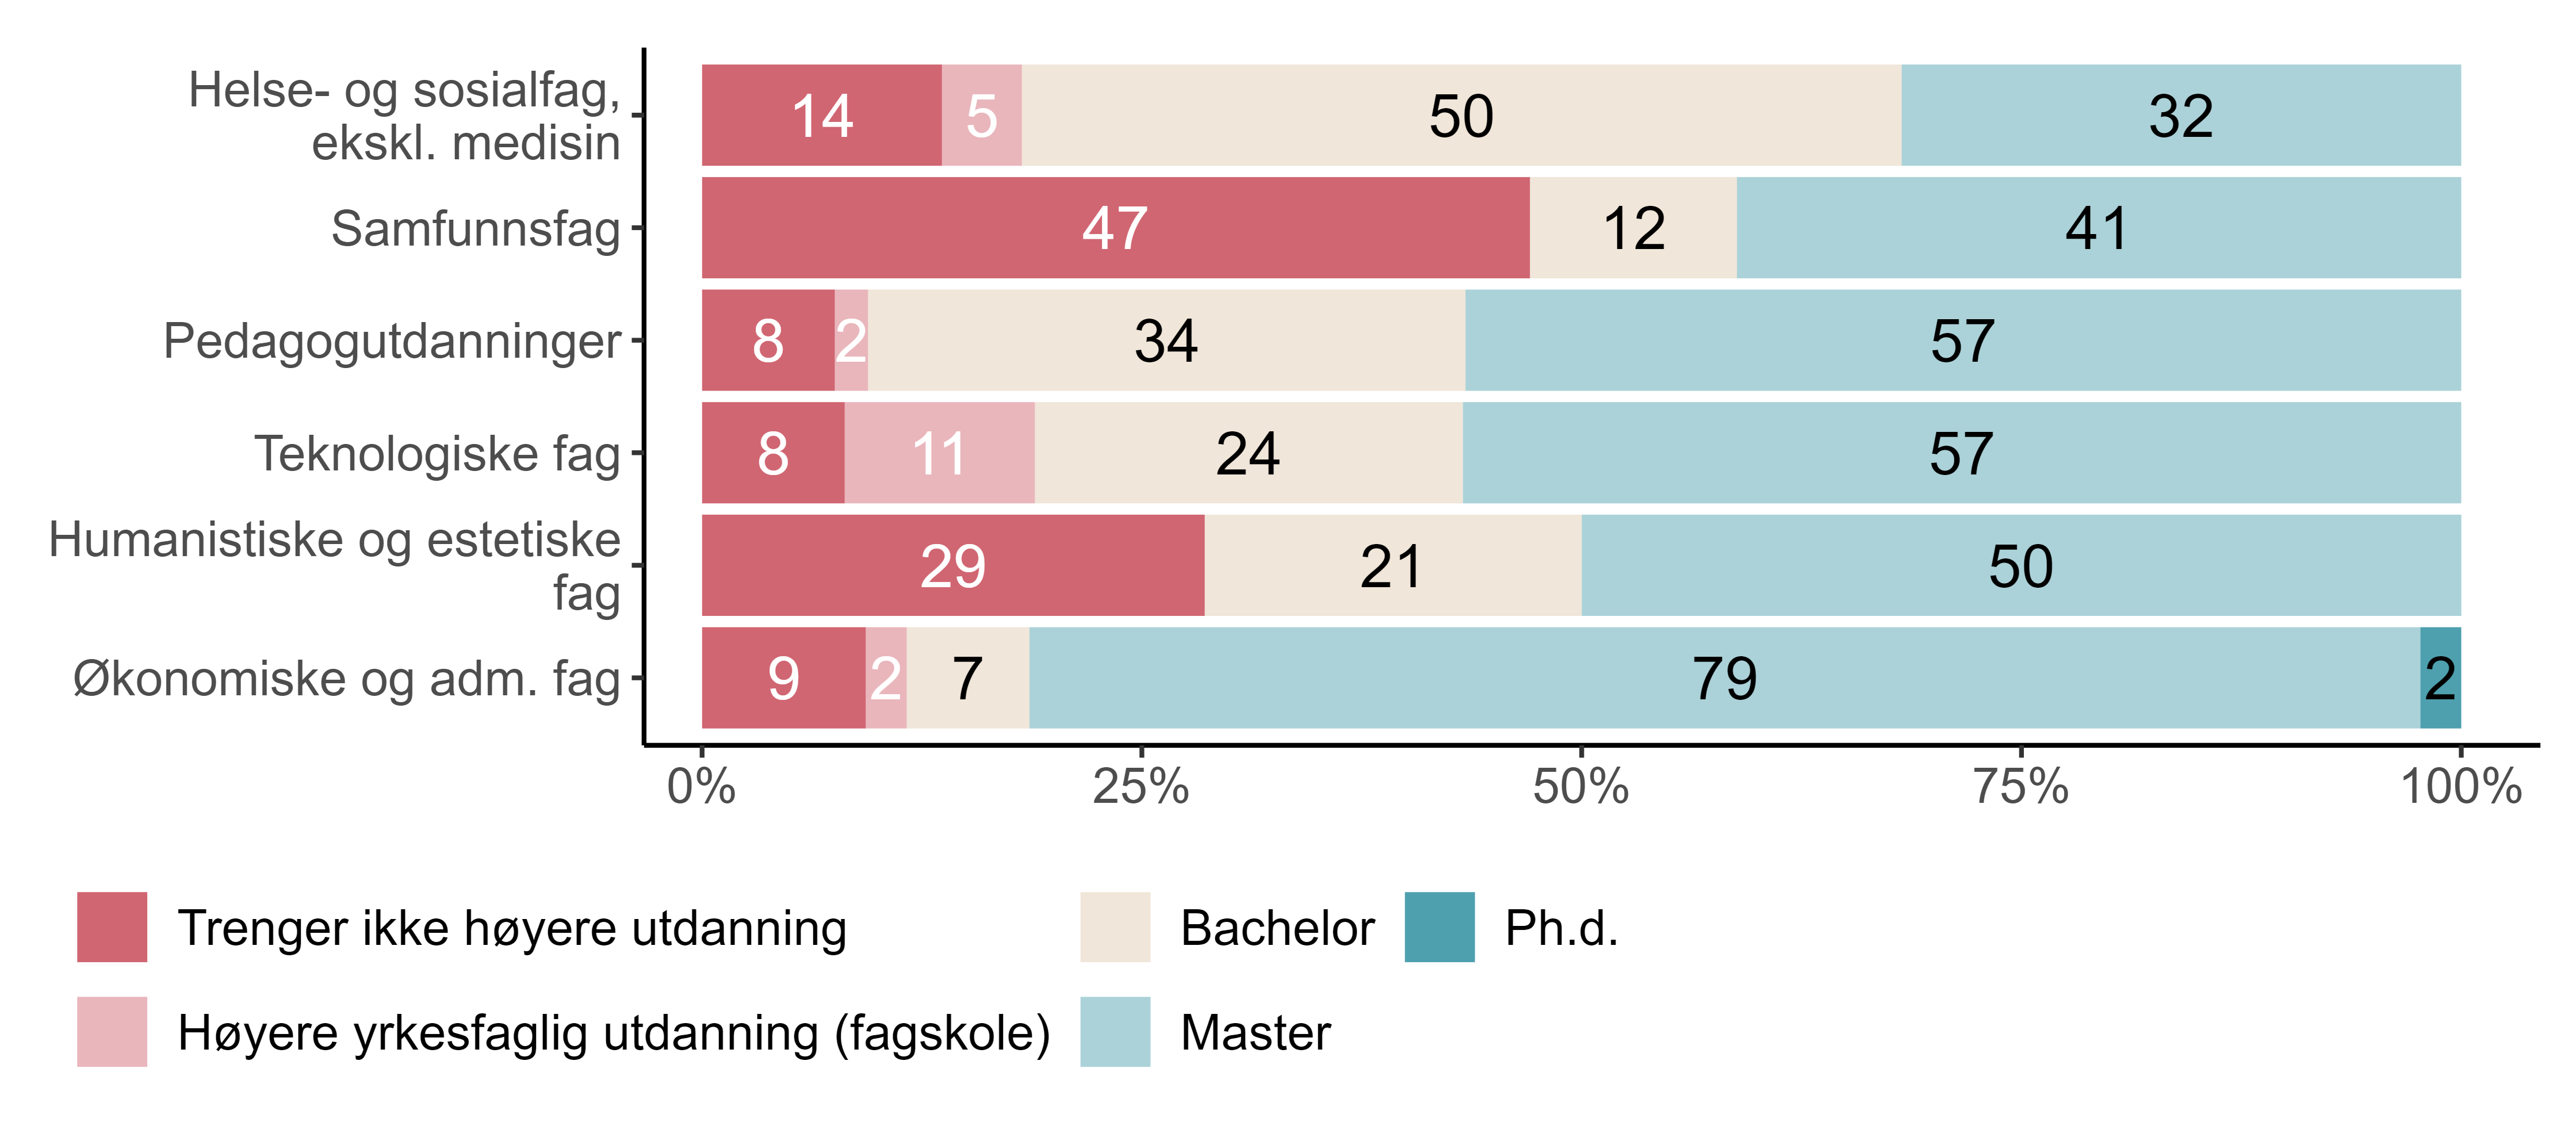 Helse- og sosialfag,
ekskl. medisin
14 5 50 32
Samfunnsfag
47 12 41
Pedagogutdanninger
8 2 34 57
Teknologiske fag
8 11 24 57
Humanistiske og estetiske
fag
29 21 50
Økonomiske og adm. fag
9 2 7 79 2
0% 25% 50% 75% 100%
Trenger ikke høyere utdanning
Høyere yrkesfaglig utdanning (fagskole)
Bachelor
Master
Ph.d.